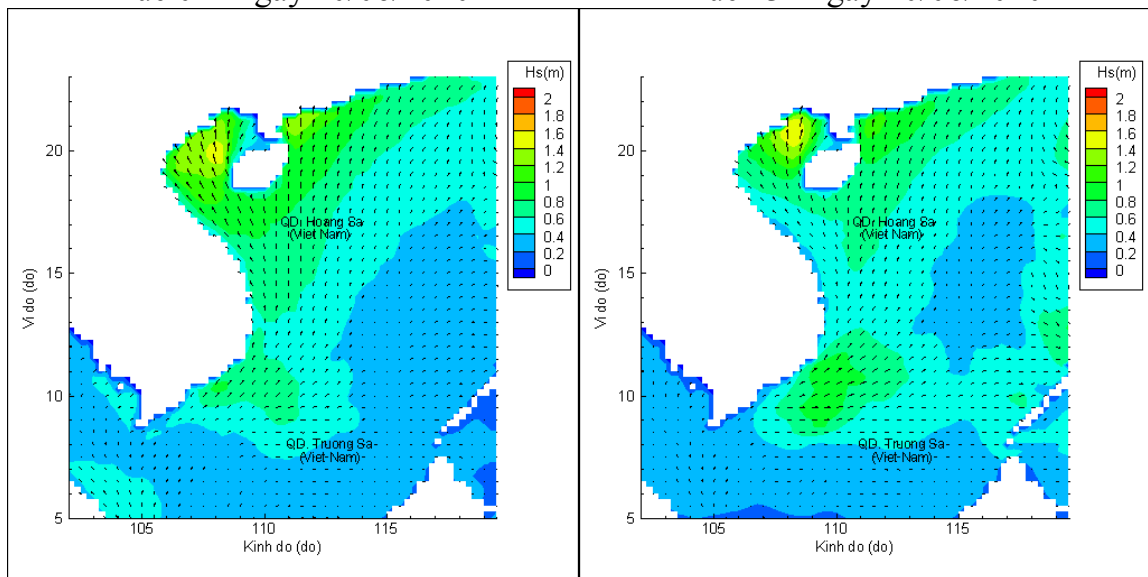 Hs(m)
2
1.8
1.6
1.4
1.2
1
0.8
0.6
0.4
0.2
0
20
15
10
5
Vi do (do)
QD. Hoang Sa
(Viet Nam)
QD. Truong Sa
(Viet Nam)
105 110 115
Kinh do (do)
Hs(m)
2
1.8
1.6
1.4
1.2
1
0.8
0.6
0.4
0.2
0
20
15
10
5
Vi do (do)
QD. Hoang Sa
(Viet Nam)
QD. Truong Sa
(Viet Nam)
105 110 115
Kinh do (do)